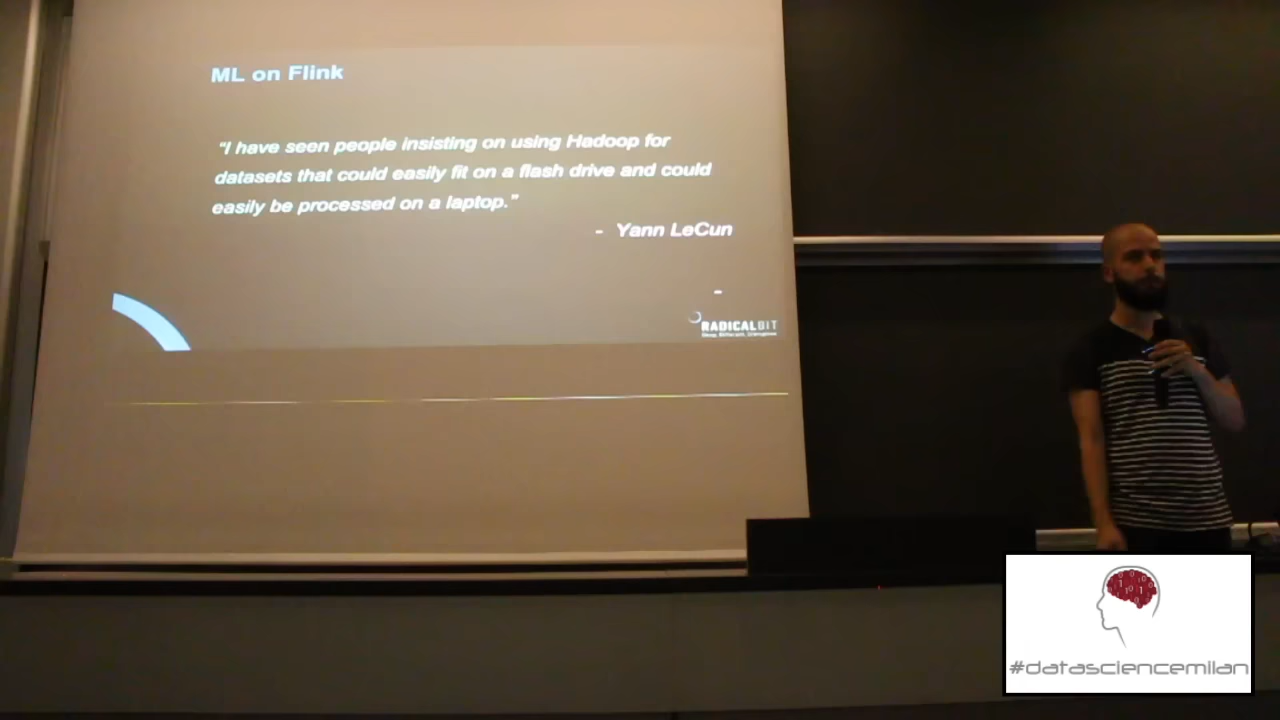 ML on Flink
"I have seen people insisting on using Hadoop for
datasets that could easily fit on a flash drive and could
easily be processed on a laptop."
- Yann LeCun
-
RADICALBIT
#datasciencemilan